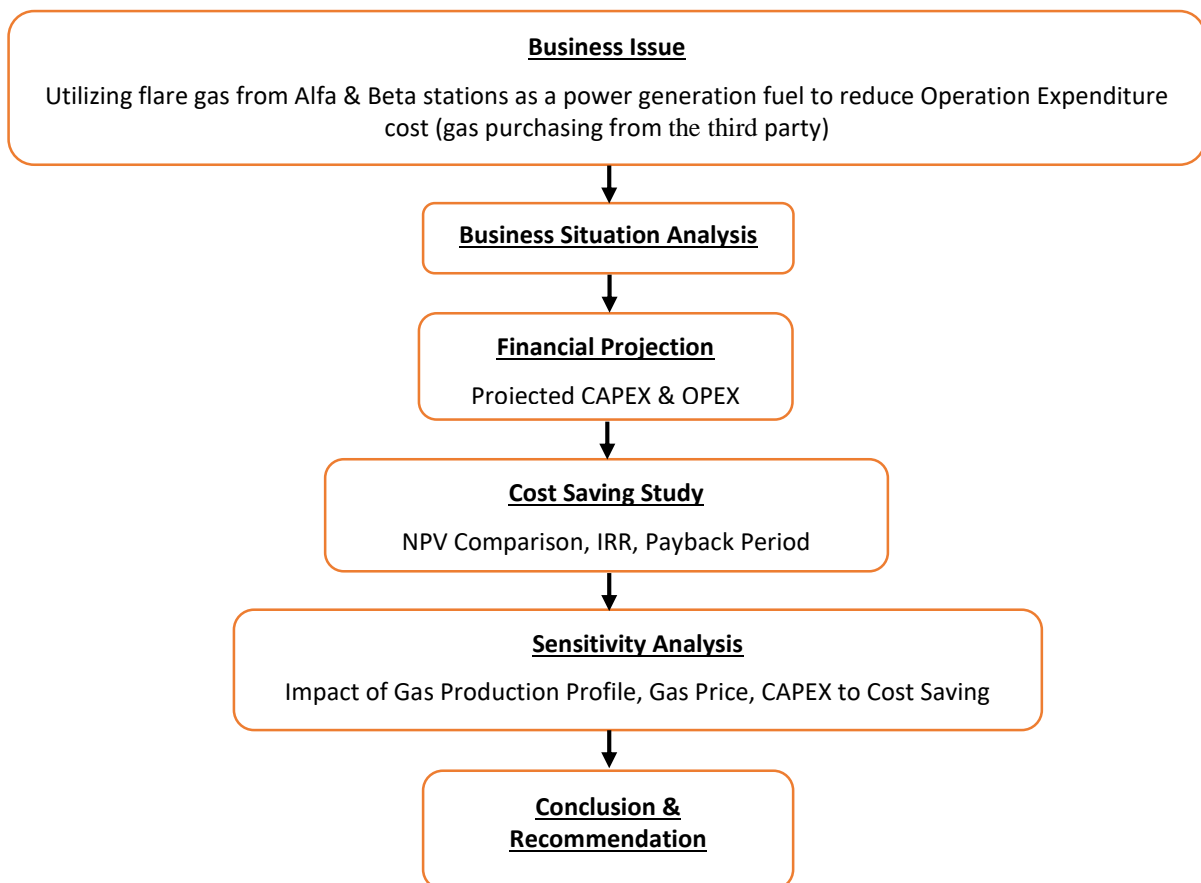 Business Issue
Utilizing flare gas from Alfa & Beta stations as a power generation fuel to reduce Operation Expenditure
cost (gas purchasing from the third party)
Business Situation Analysis
Financial Projection
Projected CAPEX & OPEX
Cost Saving Study
NPV Comparison, IRR, Payback Period
Sensitivity Analysis
Impact of Gas Production Profile, Gas Price, CAPEX to Cost Saving
Conclusion &
Recommendation